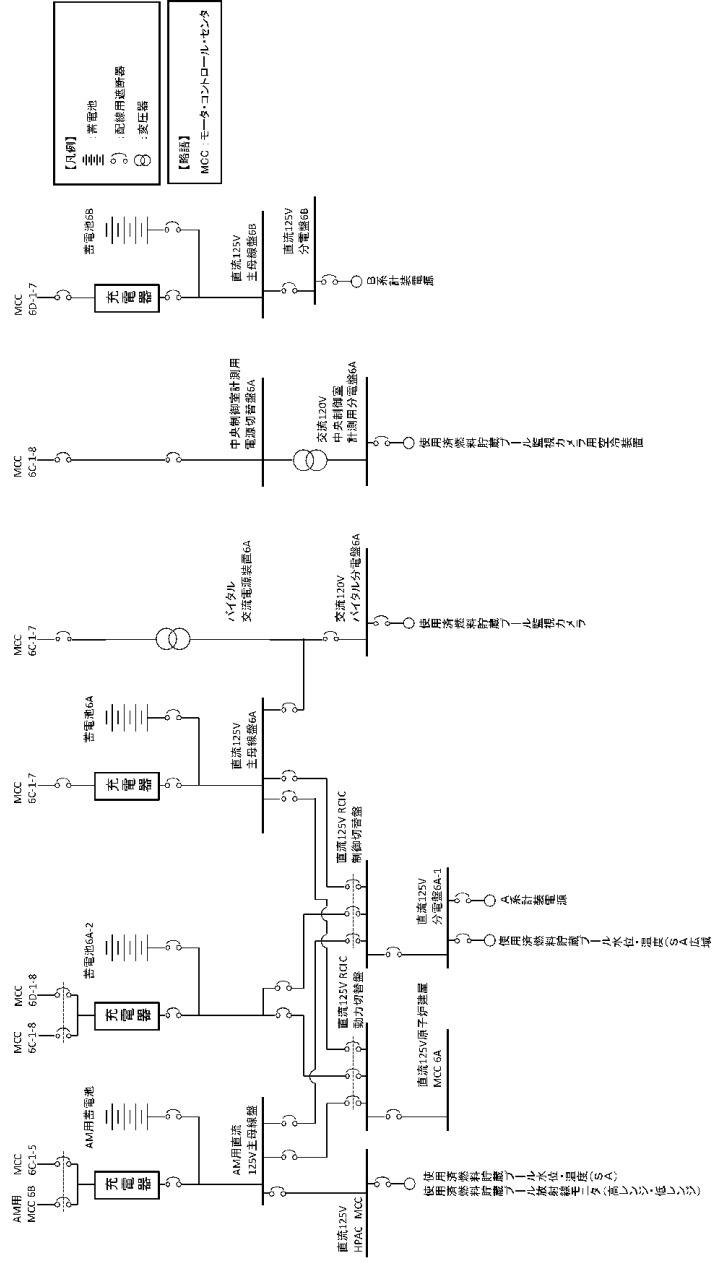 AM用
MCC 6B
MCC
6C-1-5
充電器
AM用蓄電池
AM用直流
125V主母線盤
直流125V
HPAC MCC
使用済燃料貯蔵プール水位・温度(SA)
使用済燃料貯蔵プール放射線モニタ(高レンジ・低レンジ)
MCC
6C-1-8
MCC
6D-1-8
充電器
蓄電池6A-2
直流125V RCIC
動力切替盤
直流125V原子炉建屋
MCC 6A
MCC
6C-1-7
充電器
蓄電池6A
直流125V
主母線盤6A
直流125V RCIC
制御切替盤
直流125V
分電盤6A-1
使用済燃料貯蔵プール水位・温度(SA広域
A系計装電源
MCC
6C-1-7
バイタル
交流電源装置6A
交流120V
バイタル分電盤6A
使用済燃料貯蔵プール監視カメラ
MCC
6C-1-8
中央制御室計測用
電源切替盤6A
交流120V
中央制御室
計測用分電盤6A
使用済燃料貯蔵プール監視カメラ用空冷装置
MCC
6D-1-7
充電器
蓄電池6B
直流125V
主母線盤6B
直流125V
分電盤6B
B系計装電源
【凡例】
:蓄電池
:配線用遮断器
:変圧器
【略語】
MCC:モータ・コントロール・センタ